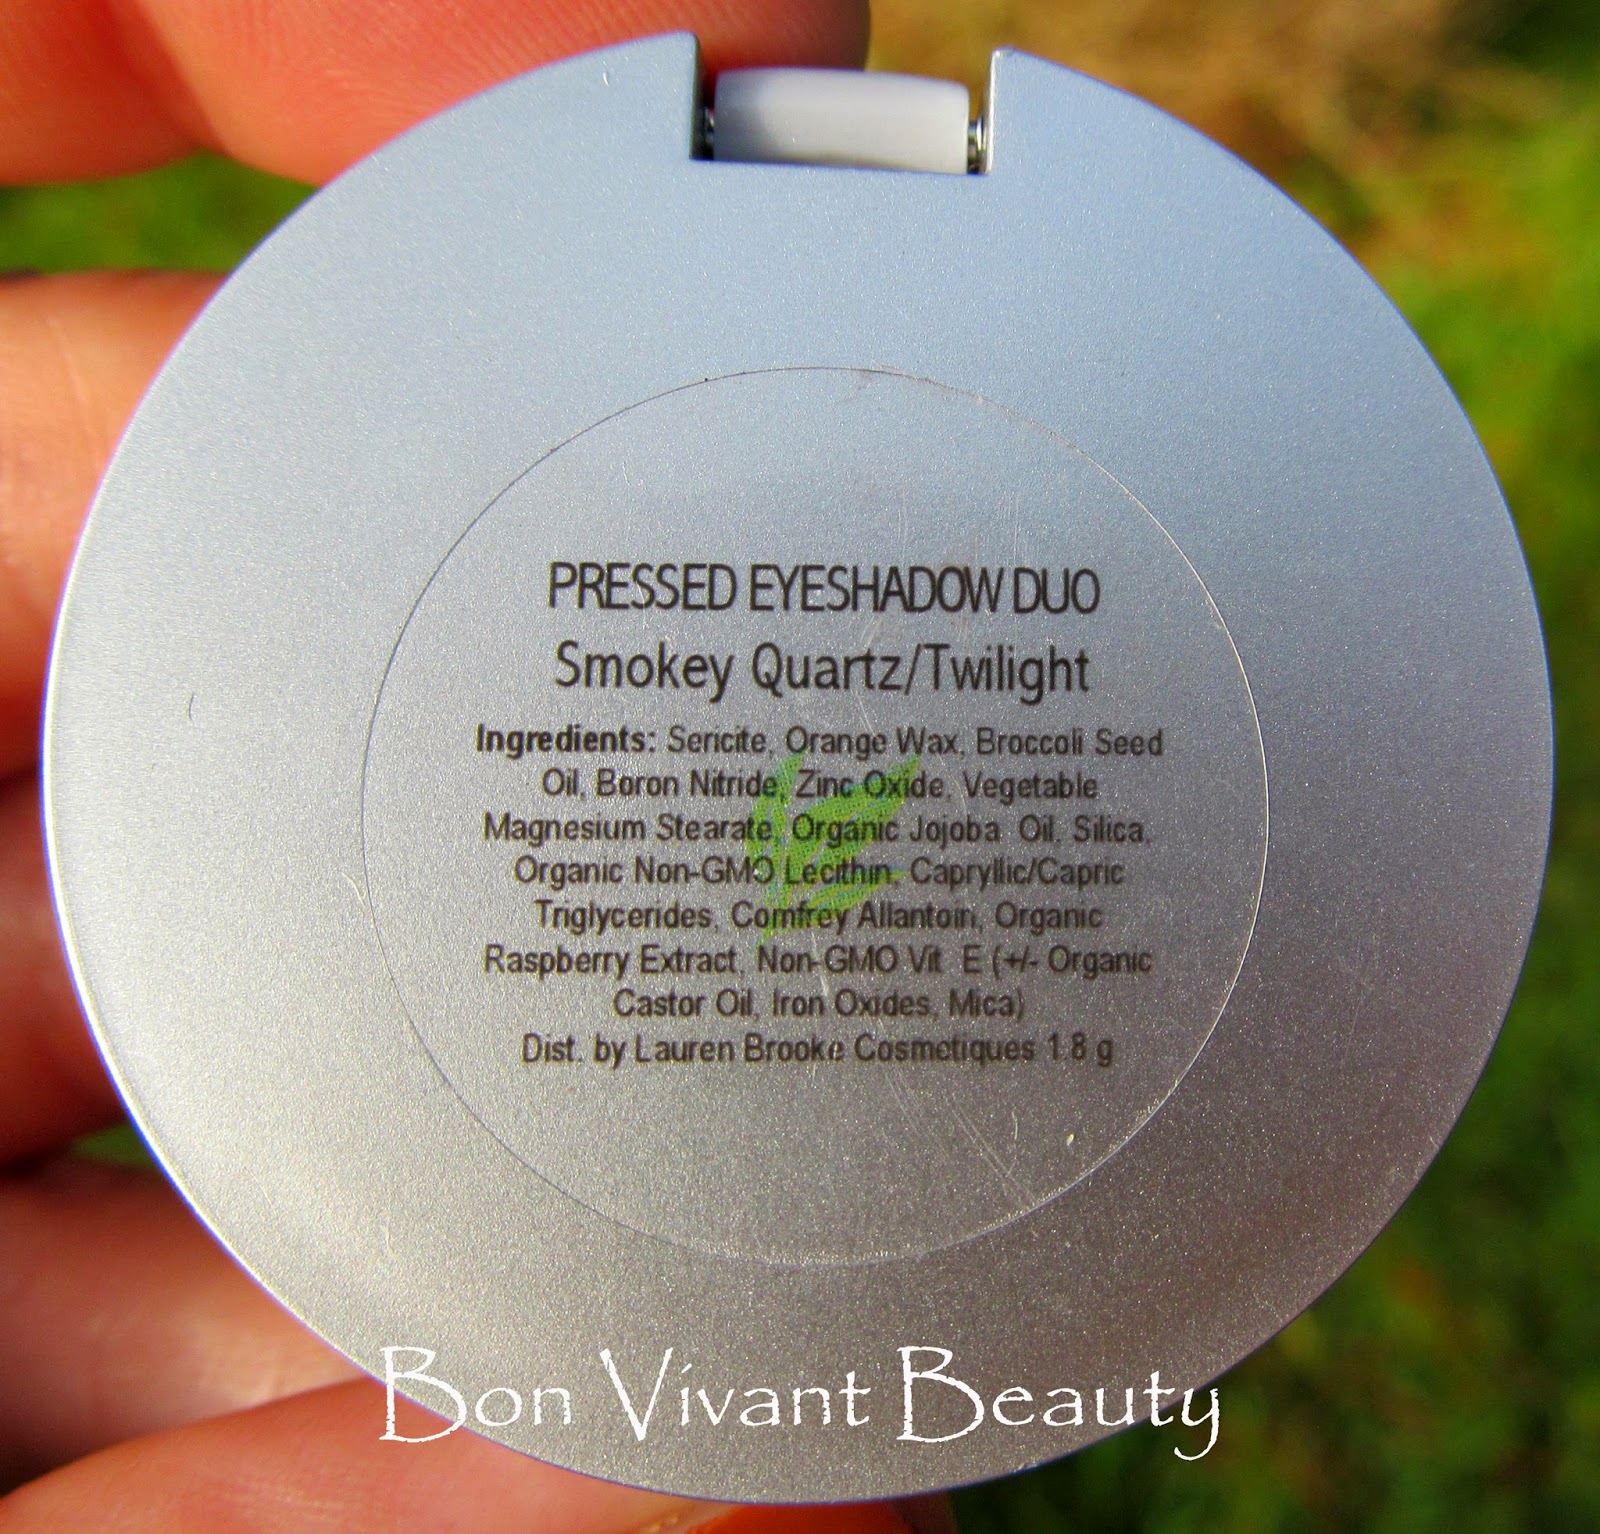 PRESSED EYESHADOW DUO
Smokey Quartz/Twilight
Ingredients: Sericite, Orange Wax, Broccoli Seed
Oil, Boron Nitride, Zinc Oxide, Vegetable
Magnesium Stearate, Organic Jojoba Oil, Silica,
Organic Non-GMO Lecithin, Capryllic/Capric
Triglycerides, Comfrey Allantoin, Organic
Raspberry Extract, Non-GMO Vit E (+/- Organic
Castor Oil, Iron Oxides, Mica)
Dist. by Lauren Brooke Cosmetiques 1.8 g
Bon Vivant Beauty